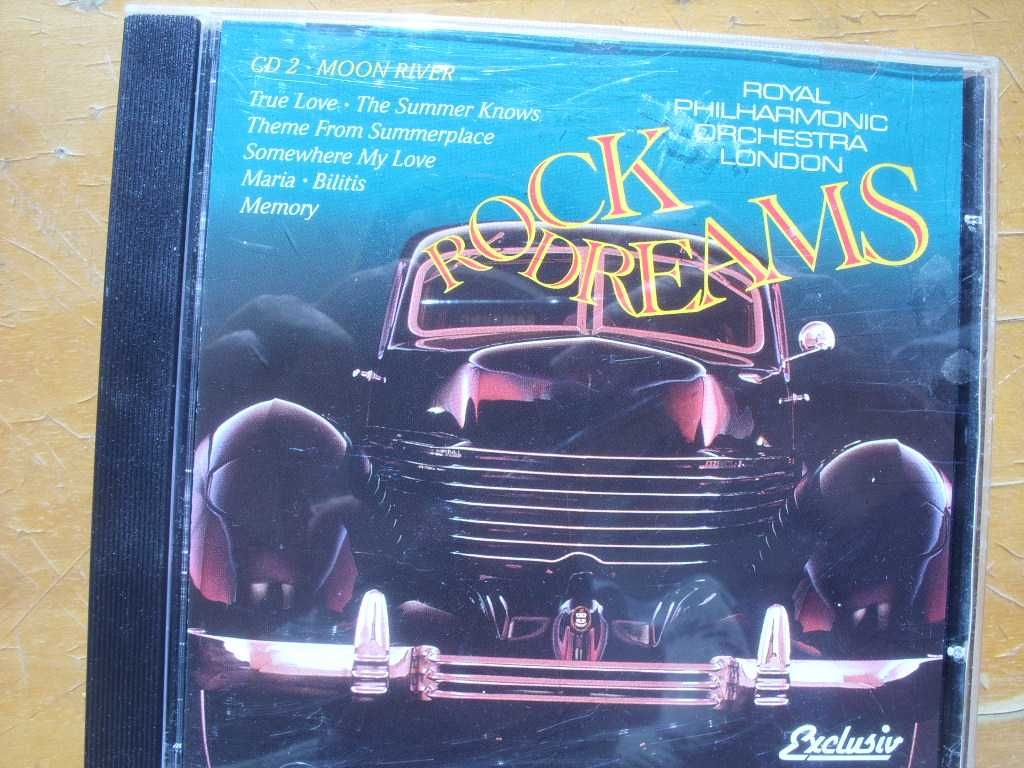 CD 2 · MOON RIVER
True Love · The Summer Knows
Theme From Summerplace
Somewhere My Love
Maria · Bilitis
Memory
ROYAL
PHILHARMONIC
ORCHESTRA
LONDON
ROCK
DREAMS
Exclusiv